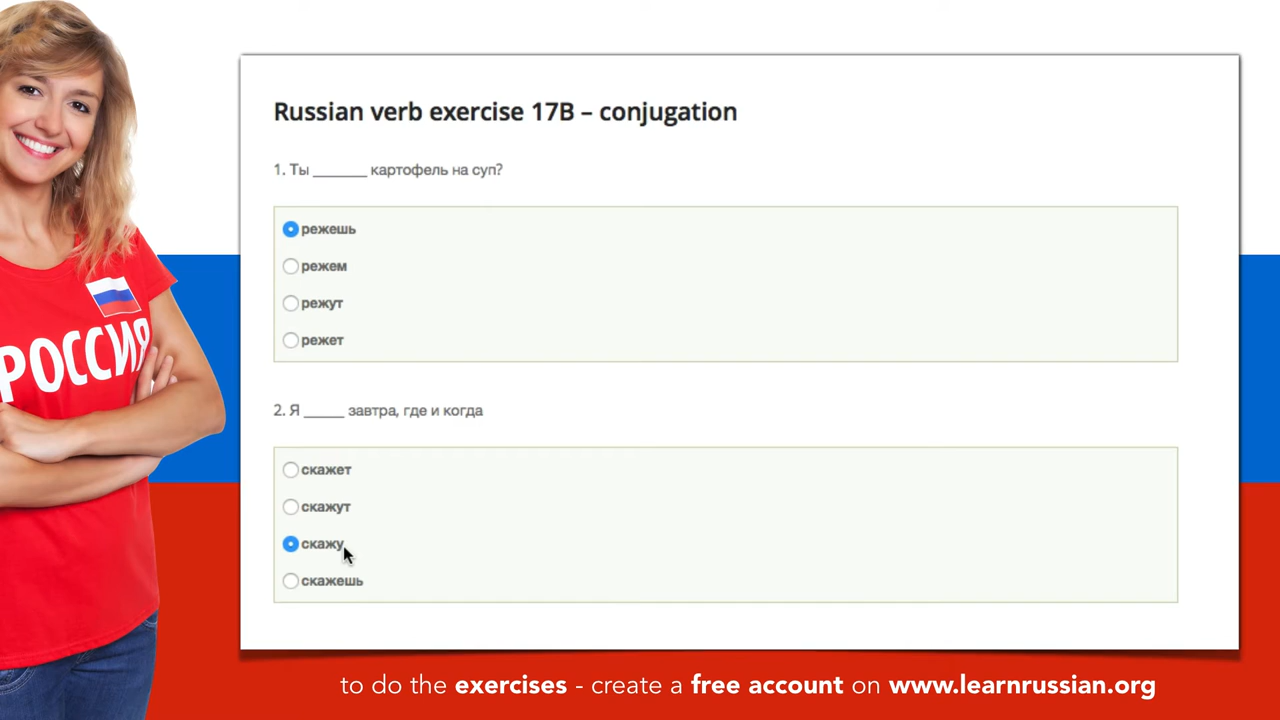 Russian verb exercise 17B – conjugation
1. Ты _______ картофель на суп?
режешь
режем
режут
режет
2. Я _____ завтра, где и когда
скажет
скажут
скажу
скажешь
РОССИЯ
to do the exercises - create a free account on www.learnrussian.org